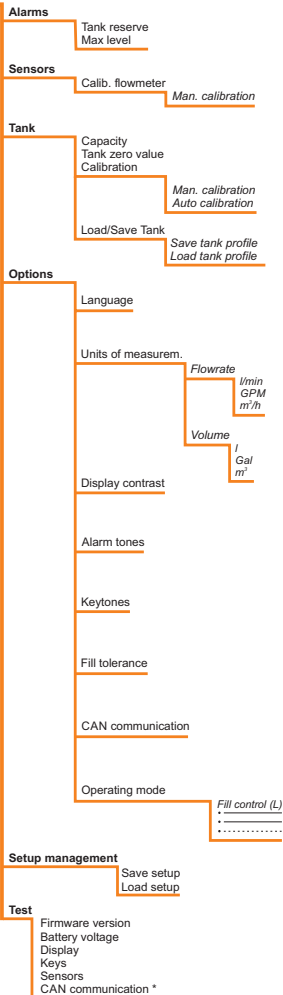 Alarms
Tank reserve
Max level
Sensors
Calib. flowmeter
Man. calibration
Tank
Capacity
Tank zero value
Calibration
Man. calibration
Auto calibration
Load/Save Tank
Save tank profile
Load tank profile
Options
Language
Units of measurem.
Flowrate
l/min
GPM
m³/h
Volume
l
Gal
m³
Display contrast
Alarm tones
Keytones
Fill tolerance
CAN communication
Operating mode
Fill control (L)
Setup management
Save setup
Load setup
Test
Firmware version
Battery voltage
Display
Keys
Sensors
CAN communication *